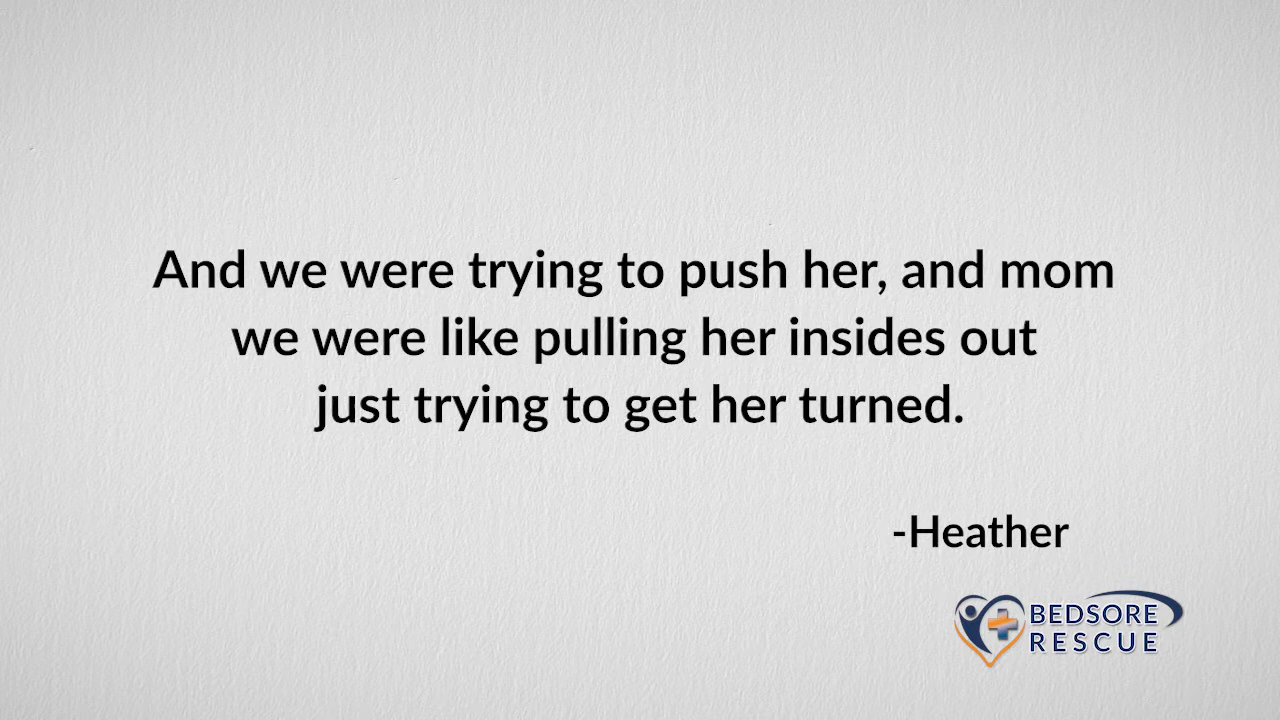 And we were trying to push her, and mom
we were like pulling her insides out
just trying to get her turned.
-Heather
BEDSORE
RESCUE